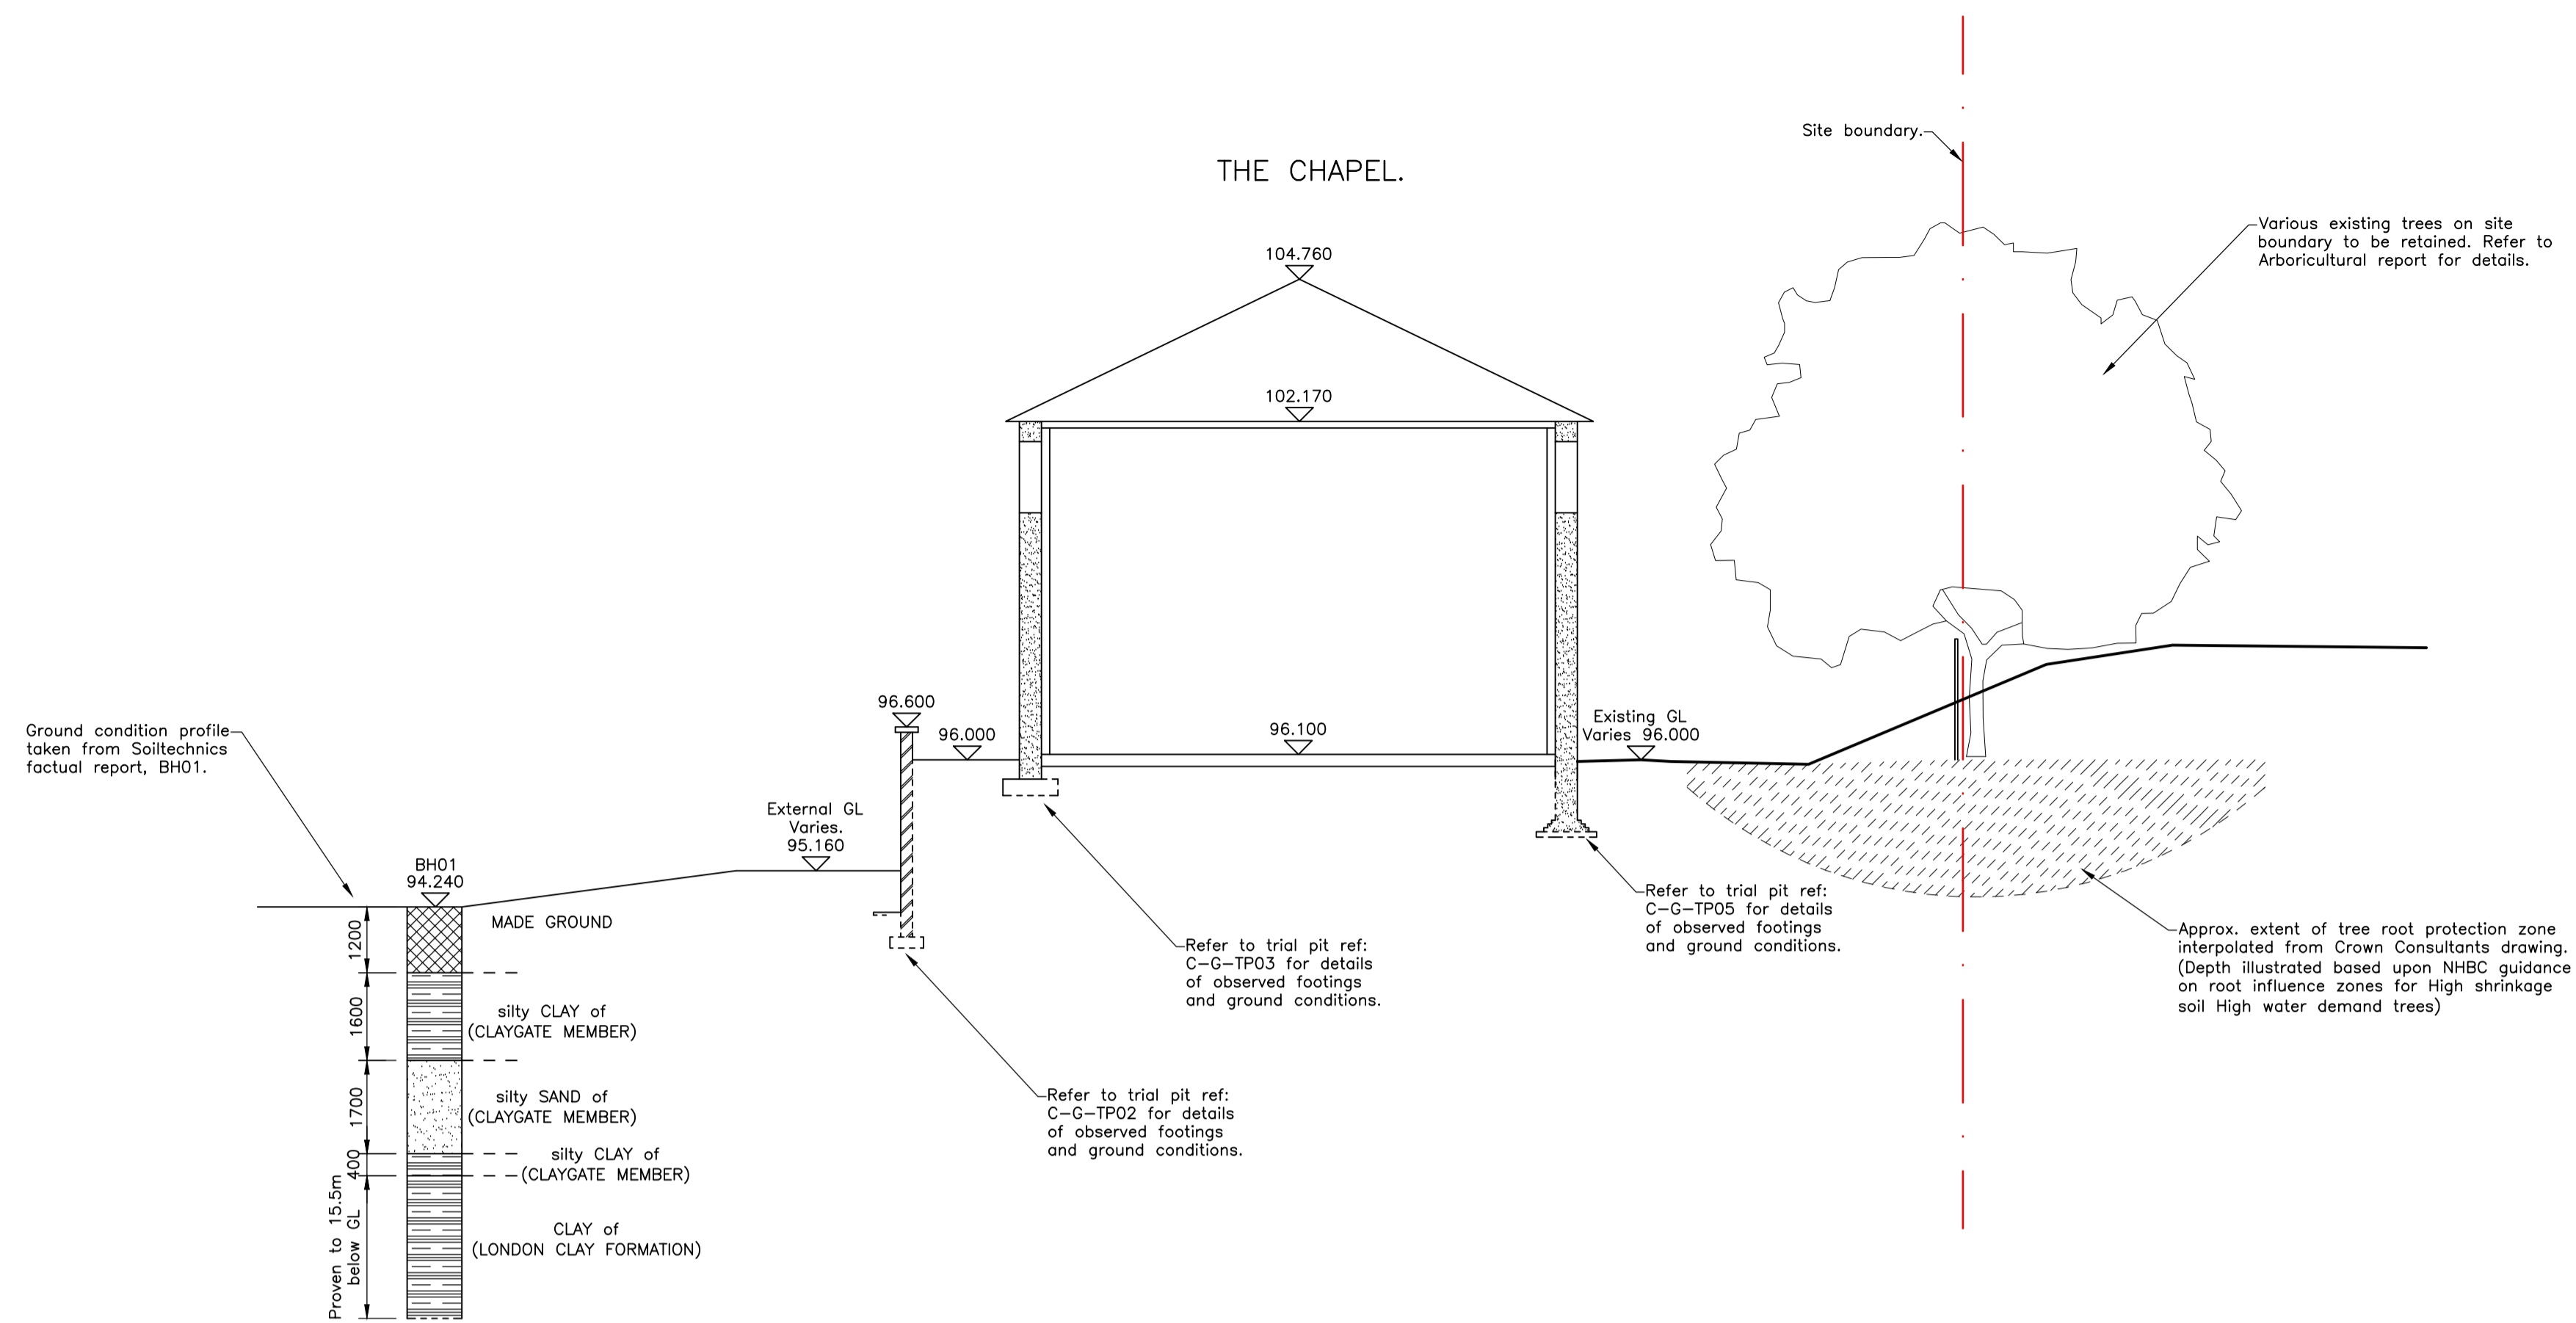 THE CHAPEL.
Site boundary.
Various existing trees on site
boundary to be retained. Refer to
Arboricultural report for details.
104.760
102.170
96.600
96.000
96.100
Existing GL
Varies 96.000
Ground condition profile
taken from Soiltechnics
factual report, BH01.
External GL
Varies.
95.160
BH01
94.240
MADE GROUND
1200
silty CLAY of
(CLAYGATE MEMBER)
1600
silty SAND of
(CLAYGATE MEMBER)
1700
silty CLAY of
(CLAYGATE MEMBER)
400
CLAY of
(LONDON CLAY FORMATION)
Proven to 15.5m
below GL
Refer to trial pit ref:
C-G-TP02 for details
of observed footings
and ground conditions.
Refer to trial pit ref:
C-G-TP03 for details
of observed footings
and ground conditions.
Refer to trial pit ref:
C-G-TP05 for details
of observed footings
and ground conditions.
Approx. extent of tree root protection zone
interpolated from Crown Consultants drawing.
(Depth illustrated based upon NHBC guidance
on root influence zones for High shrinkage
soil High water demand trees)